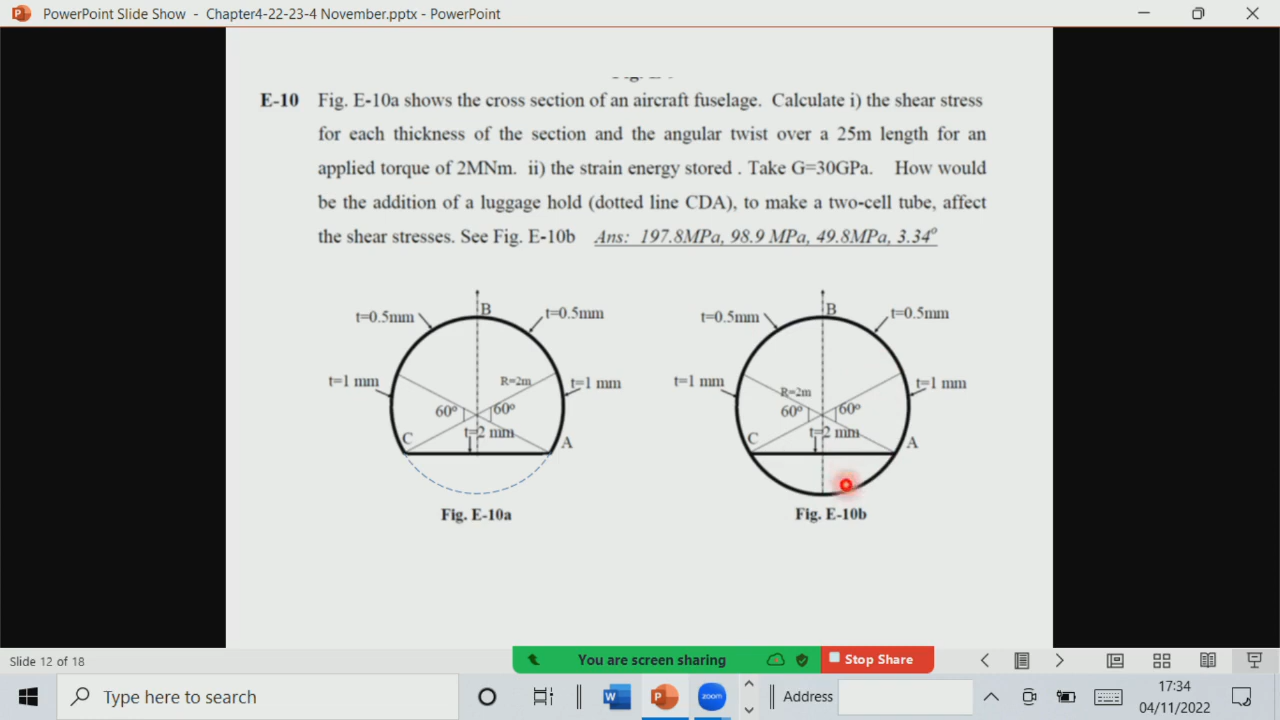 PowerPoint Slide Show - Chapter4-22-23-4 November.pptx - PowerPoint
E-10 Fig. E-10a shows the cross section of an aircraft fuselage. Calculate i) the shear stress
for each thickness of the section and the angular twist over a 25m length for an
applied torque of 2MNm. ii) the strain energy stored . Take G=30GPa. How would
be the addition of a luggage hold (dotted line CDA), to make a two-cell tube, affect
the shear stresses. See Fig. E-10b Ans: 197.8MPa, 98.9 MPa, 49.8MPa, 3.34°
B
t=0.5mm
t=0.5mm
t=1 mm
R=2m
t=1 mm
60°
60°
C
t=2 mm
A
Fig. E-10a
B
t=0.5mm
t=0.5mm
t=1 mm
R=2m
t=1 mm
60°
60°
C
t=2 mm
A
Fig. E-10b
Slide 12 of 18
You are screen sharing
Stop Share
Type here to search
W
P
zoom
Address
17:34
04/11/2022